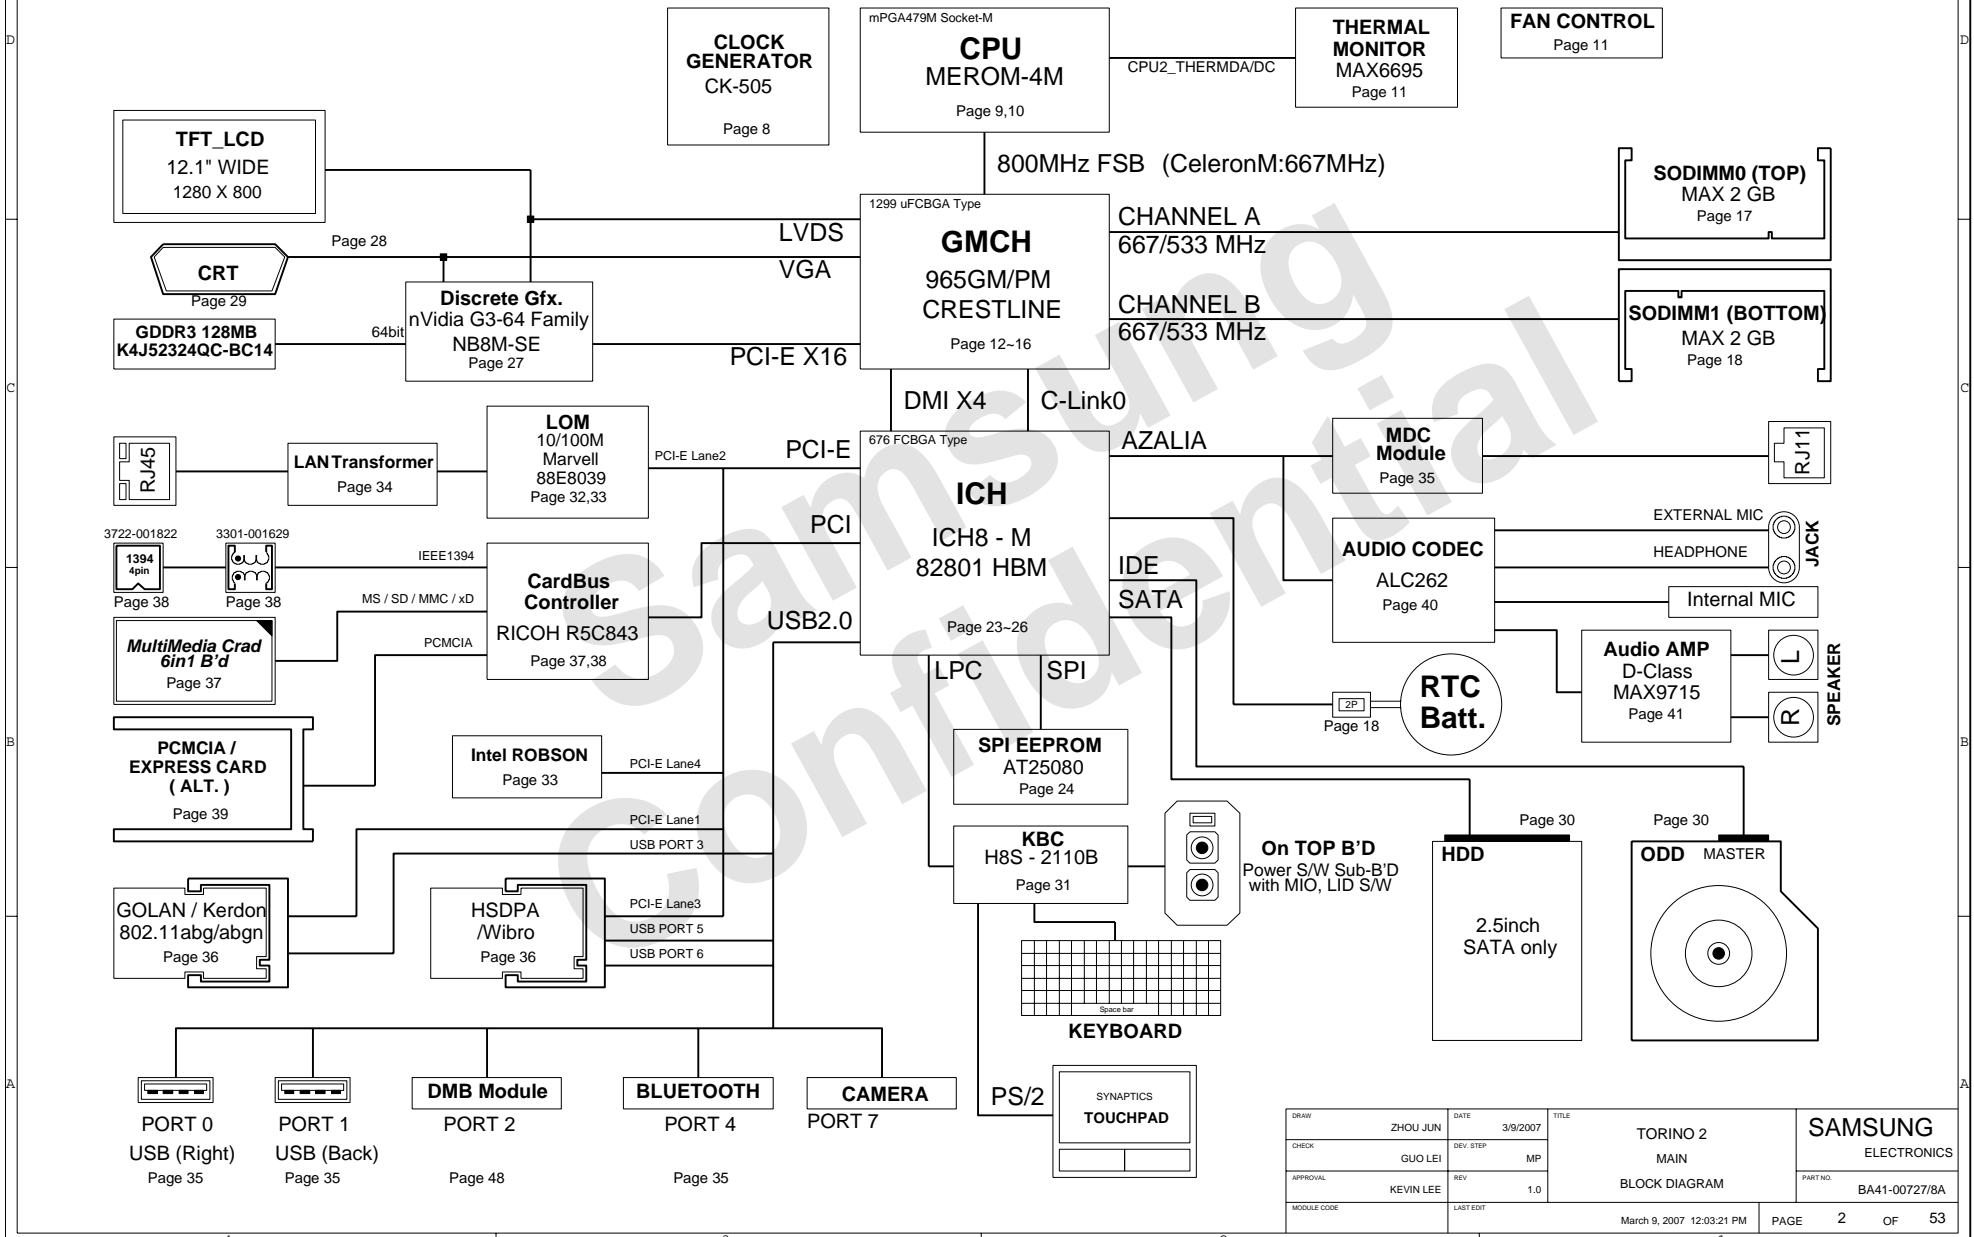 D
D
CLOCK
GENERATOR
CK-505
Page 8
mPGA479M Socket-M
CPU
MEROM-4M
Page 9,10
CPU2_THERMDA/DC
THERMAL
MONITOR
MAX6695
Page 11
FAN CONTROL
Page 11
TFT_LCD
12.1" WIDE
1280 X 800
800MHz FSB (CeleronM:667MHz)
SODIMM0 (TOP)
MAX 2 GB
Page 17
Page 28
LVDS
VGA
1299 uFCBGA Type
GMCH
965GM/PM
CRESTLINE
Page 12~16
CHANNEL A
667/533 MHz
CHANNEL B
667/533 MHz
SODIMM1 (BOTTOM)
MAX 2 GB
Page 18
CRT
Page 29
GDDR3 128MB
K4J52324QC-BC14
64bit
Discrete Gfx.
nVidia G3-64 Family
NB8M-SE
Page 27
PCI-E X16
C
C
DMI X4
C-Link0
RJ45
LAN Transformer
Page 34
LOM
10/100M
Marvell
88E8039
Page 32,33
PCI-E Lane2
PCI-E
PCI
USB2.0
676 FCBGA Type
ICH
ICH8 - M
82801 HBM
Page 23~26
AZALIA
IDE
SATA
LPC
SPI
MDC
Module
Page 35
RJ11
AUDIO CODEC
ALC262
Page 40
EXTERNAL MIC
HEADPHONE
JACK
Internal MIC
Audio AMP
D-Class
MAX9715
Page 41
L
R
SPEAKER
2P
Page 18
RTC
Batt.
3722-001822
1394
4pin
Page 38
3301-001629
Page 38
IEEE1394
MS / SD / MMC / xD
PCMCIA
CardBus
Controller
RICOH R5C843
Page 37,38
MultiMedia Crad
6in1 B'd
Page 37
B
B
PCMCIA /
EXPRESS CARD
( ALT. )
Page 39
Intel ROBSON
Page 33
PCI-E Lane4
PCI-E Lane1
USB PORT 3
SPI EEPROM
AT25080
Page 24
KBC
H8S - 2110B
Page 31
On TOP B'D
Power S/W Sub-B'D
with MIO, LID S/W
Page 30
HDD
2.5inch
SATA only
Page 30
ODD MASTER
GOLAN / Kerdon
802.11abg/abgn
Page 36
HSDPA
/Wibro
Page 36
PCI-E Lane3
USB PORT 5
USB PORT 6
Space bar
KEYBOARD
A
A
PORT 0
USB (Right)
Page 35
PORT 1
USB (Back)
Page 35
DMB Module
PORT 2
Page 48
BLUETOOTH
PORT 4
Page 35
CAMERA
PORT 7
PS/2
SYNAPTICS
TOUCHPAD
DRAW
ZHOU JUN
DATE
3/9/2007
TITLE
TORINO 2
MAIN
BLOCK DIAGRAM
SAMSUNG
ELECTRONICS
CHECK
GUO LEI
DEV. STEP
MP
APPROVAL
KEVIN LEE
REV
1.0
PART NO.
BA41-00727/8A
MODULE CODE
LAST EDIT
March 9, 2007 12:03:21 PM
PAGE 2 OF 53
Samsung
Confidential